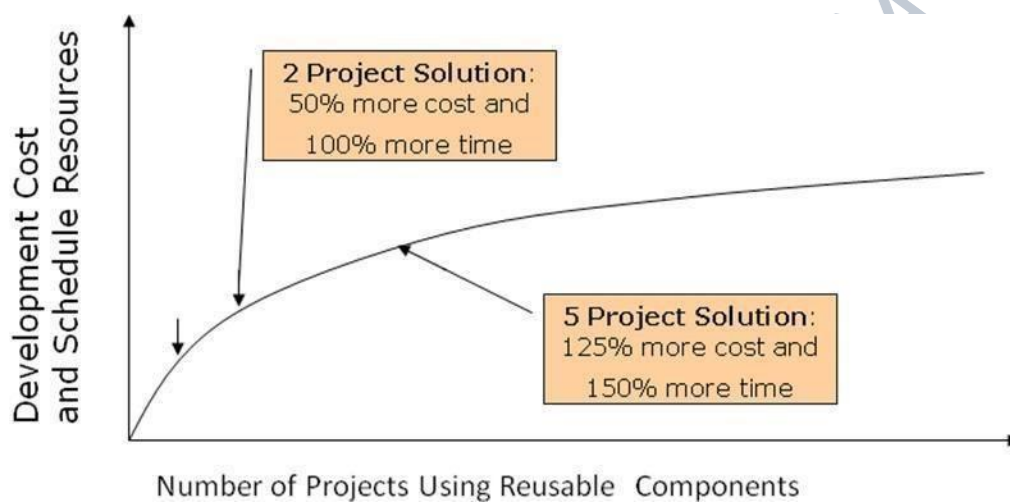 Development Cost
and Schedule Resources
2 Project Solution:
50% more cost and
100% more time
5 Project Solution:
125% more cost and
150% more time
Number of Projects Using Reusable Components